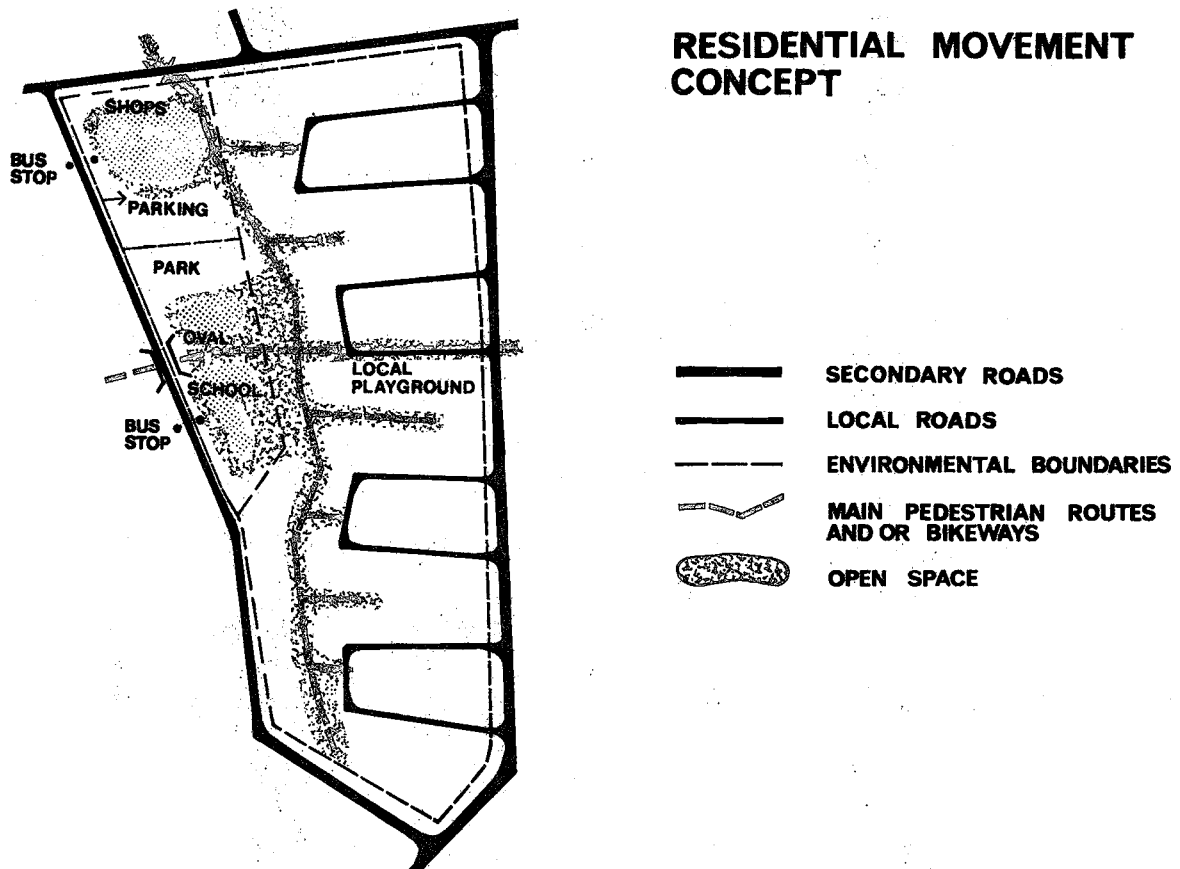 RESIDENTIAL MOVEMENT
CONCEPT
SHOPS
BUS
STOP
PARKING
PARK
OVAL
LOCAL
PLAYGROUND
SCHOOL
BUS
STOP
SECONDARY ROADS
LOCAL ROADS
ENVIRONMENTAL BOUNDARIES
MAIN PEDESTRIAN ROUTES
AND OR BIKEWAYS
OPEN SPACE